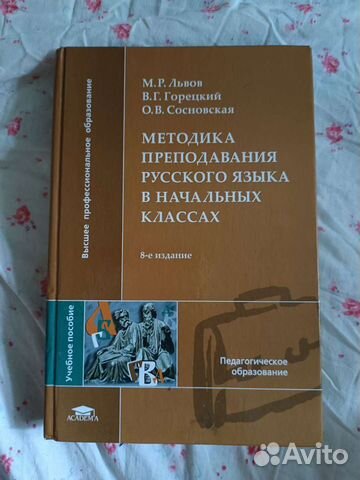 М.Р. Львов
В.Г. Горецкий
О.В. Сосновская
МЕТОДИКА
ПРЕПОДАВАНИЯ
РУССКОГО ЯЗЫКА
В НАЧАЛЬНЫХ
КЛАССАХ
8-е издание
Высшее профессиональное образование
Учебное пособие
Педагогическое
образование
ACADEMA
А
Б
В
Avito